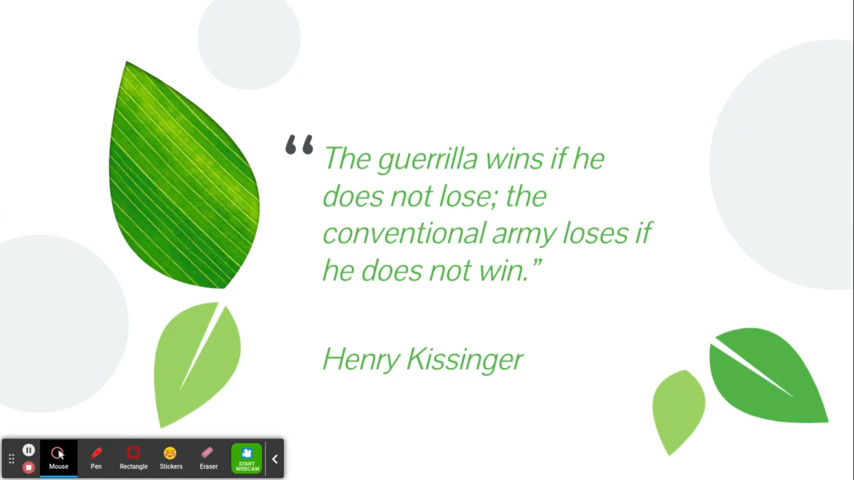 “
The guerrilla wins if he
does not lose; the
conventional army loses if
he does not win.”
Henry Kissinger
Mouse
Pen
Rectangle
Stickers
Eraser
START
WEBCAM